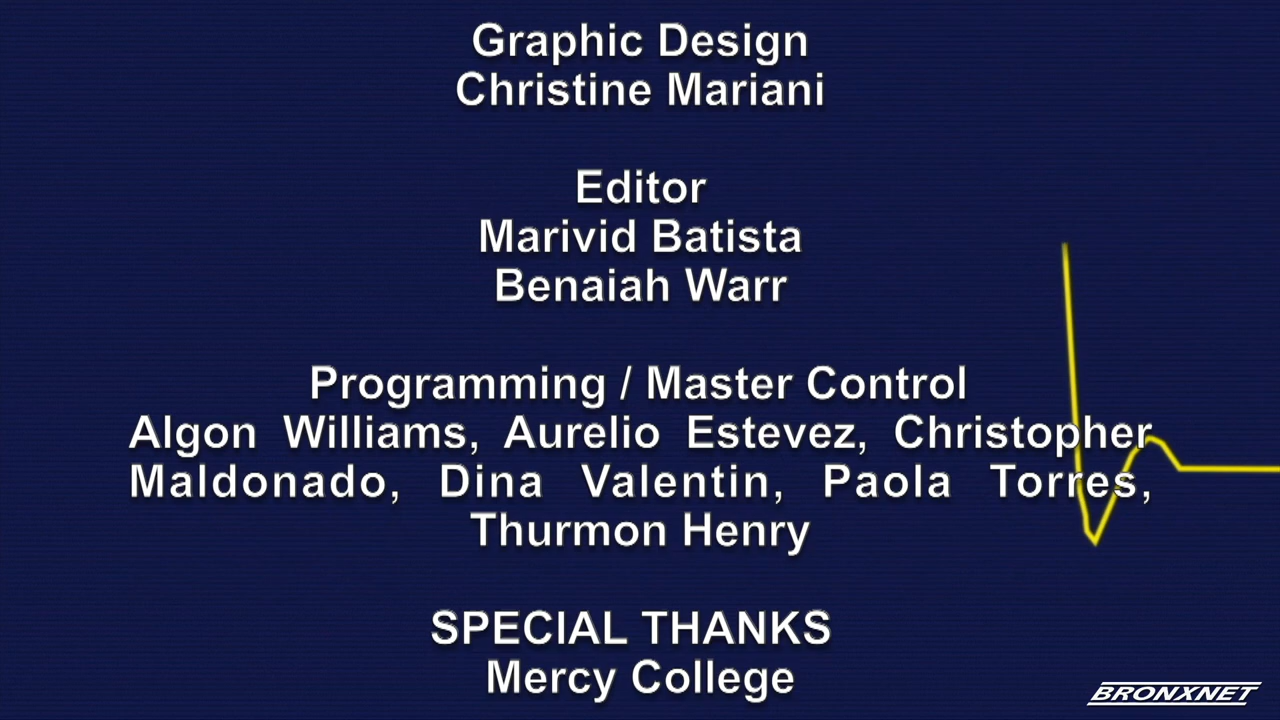 Graphic Design
Christine Mariani
Editor
Marivid Batista
Benaiah Warr
Programming / Master Control
Algon Williams, Aurelio Estevez, Christopher
Maldonado, Dina Valentin, Paola Torres,
Thurmon Henry
SPECIAL THANKS
Mercy College
BRONXNET